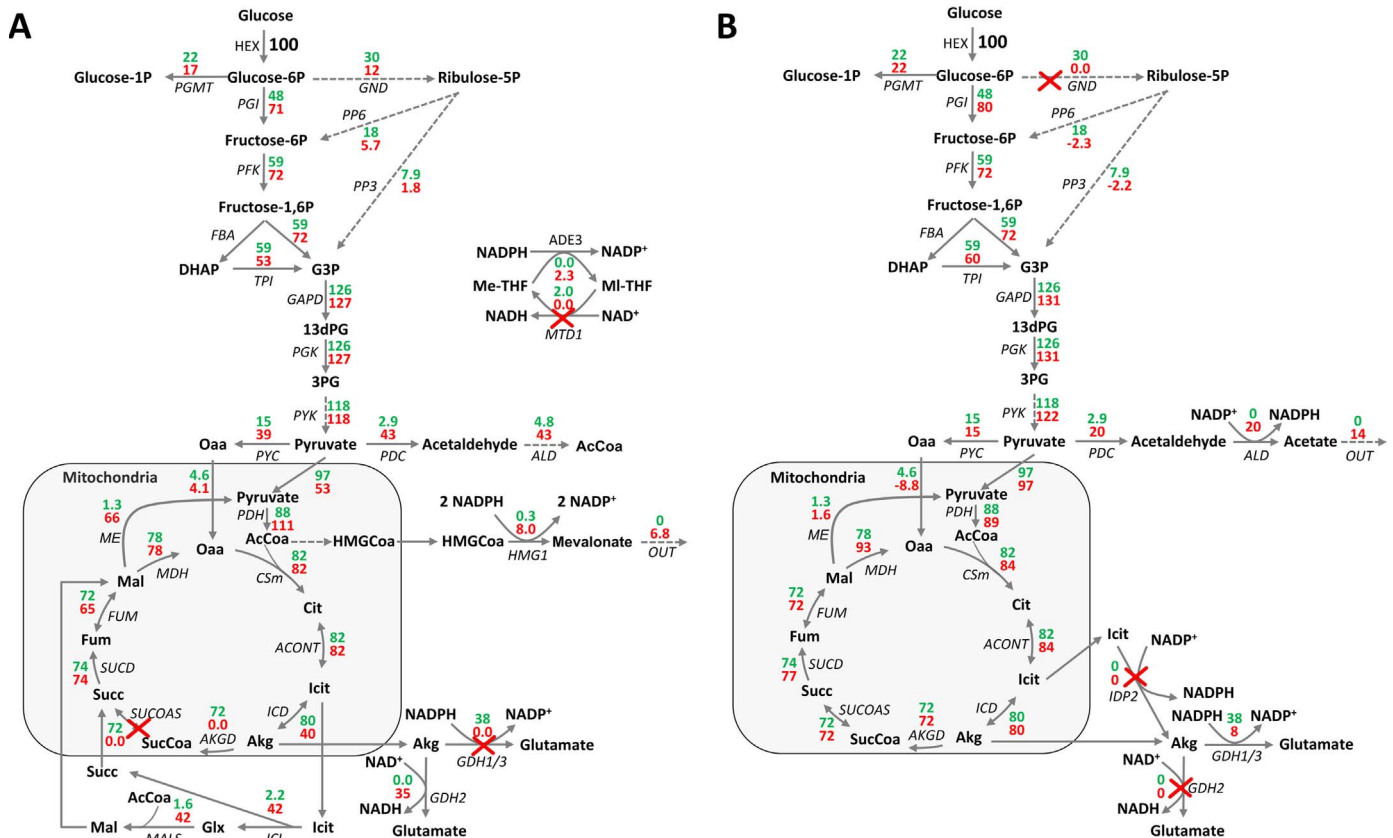 A
Glucose
HEX 100
Glucose-1P
22
17
PGMT
Glucose-6P
30
12
GND
Ribulose-5P
PGI
48
71
PP6
18
5.7
Fructose-6P
PFK
59
72
PP3
7.9
1.8
Fructose-1,6P
FBA
59
72
DHAP
59
53
TPI
G3P
NADPH
ADE3
NADP+
0.0
2.3
Me-THF
Ml-THF
2.0
0.0
NADH
NAD+
MTD1
GAPD
126
127
13dPG
PGK
126
127
3PG
PYK
118
118
Oaa
15
39
PYC
Pyruvate
2.9
43
PDC
Acetaldehyde
4.8
43
ALD
AcCoa
Mitochondria
4.6
4.1
97
53
1.3
66
ME
Pyruvate
PDH
88
111
2 NADPH
2 NADP+
AcCoa
HMGCoa
HMGCoa
0.3
8.0
HMG1
Mevalonate
0
6.8
OUT
78
78
MDH
Oaa
82
82
CSm
Mal
72
65
FUM
Cit
Fum
82
82
ACONT
74
74
SUCD
Succ
Icit
SUCOAS
72
0.0
72
0.0
AKGD
ICD
80
40
SucCoa
Akg
NADPH
38
0.0
NADP+
Akg
GDH1/3
Glutamate
Succ
NAD+
0.0
35
GDH2
NADH
Glutamate
AcCoa
1.6
42
2.2
42
Mal
MALS
Glx
ICL
Icit
B
Glucose
HEX 100
Glucose-1P
22
22
PGMT
Glucose-6P
30
0.0
GND
Ribulose-5P
PGI
48
80
PP6
18
-2.3
Fructose-6P
PFK
59
72
PP3
7.9
-2.2
Fructose-1,6P
FBA
59
72
DHAP
59
60
TPI
G3P
GAPD
126
131
13dPG
PGK
126
131
3PG
PYK
118
122
Oaa
15
15
PYC
Pyruvate
2.9
20
PDC
Acetaldehyde
NADP+
0
20
NADPH
ALD
Acetate
0
14
OUT
Mitochondria
4.6
-8.8
97
97
1.3
1.6
ME
Pyruvate
PDH
88
89
AcCoa
78
93
MDH
Oaa
82
84
CSm
Mal
72
72
FUM
Cit
Fum
82
84
ACONT
Icit
NADP+
74
77
SUCD
Succ
Icit
0
0
IDP2
NADPH
SUCOAS
72
72
72
72
AKGD
ICD
80
80
SucCoa
Akg
NADPH
38
8
NADP+
Akg
GDH1/3
Glutamate
NAD+
0
0
GDH2
NADH
Glutamate